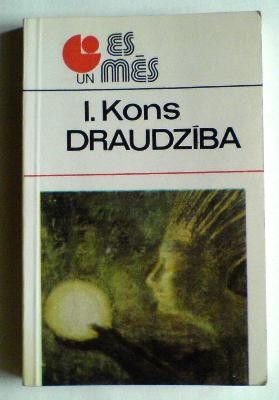 ES
UN MĒS
I. Kons
DRAUDZĪBA